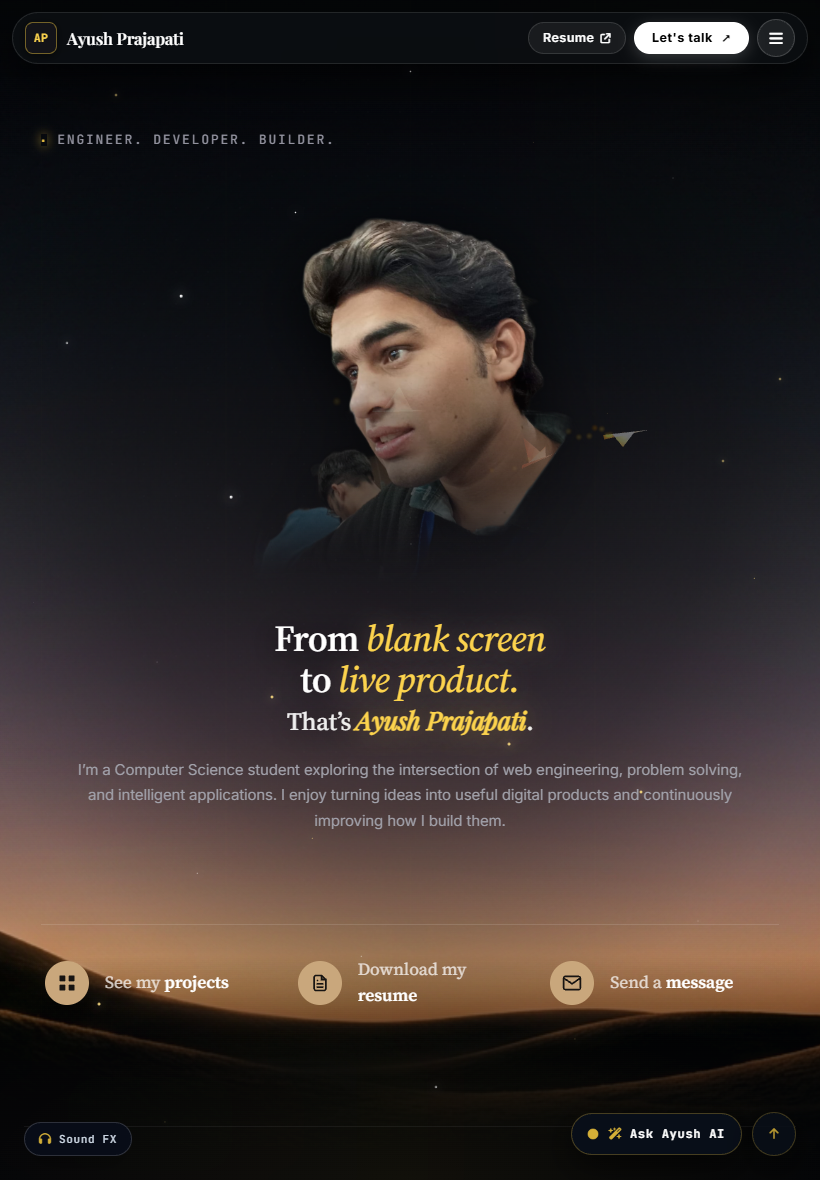 AP
Ayush Prajapati
Resume
Let's talk ↗
ENGINEER. DEVELOPER. BUILDER.
From blank screen
to live product.
That's Ayush Prajapati.
I'm a Computer Science student exploring the intersection of web engineering, problem solving,
and intelligent applications. I enjoy turning ideas into useful digital products and continuously
improving how I build them.
See my projects
Download my
resume
Send a message
Sound FX
Ask Ayush AI